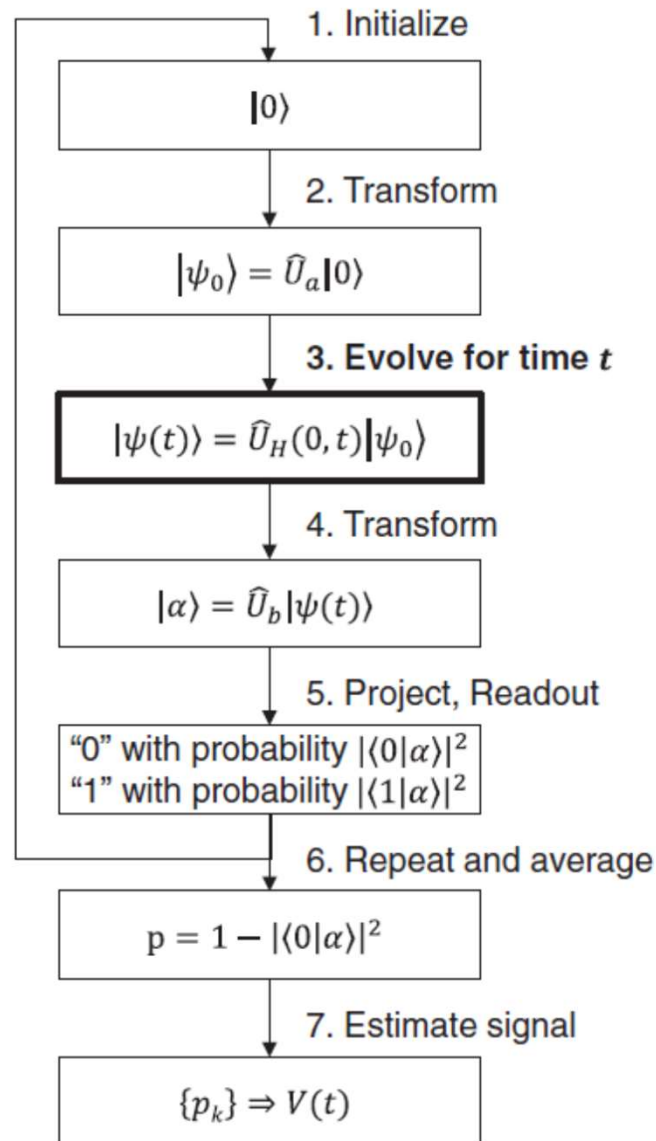 1. Initialize
|0⟩
2. Transform
|ψ₀⟩ = Û_a|0⟩
3. Evolve for time t
|ψ(t)⟩ = Û_H(0, t)|ψ₀⟩
4. Transform
|α⟩ = Û_b|ψ(t)⟩
5. Project, Readout
“0” with probability |⟨0|α⟩|²
“1” with probability |⟨1|α⟩|²
6. Repeat and average
p = 1 − |⟨0|α⟩|²
7. Estimate signal
{p_k} ⇒ V(t)